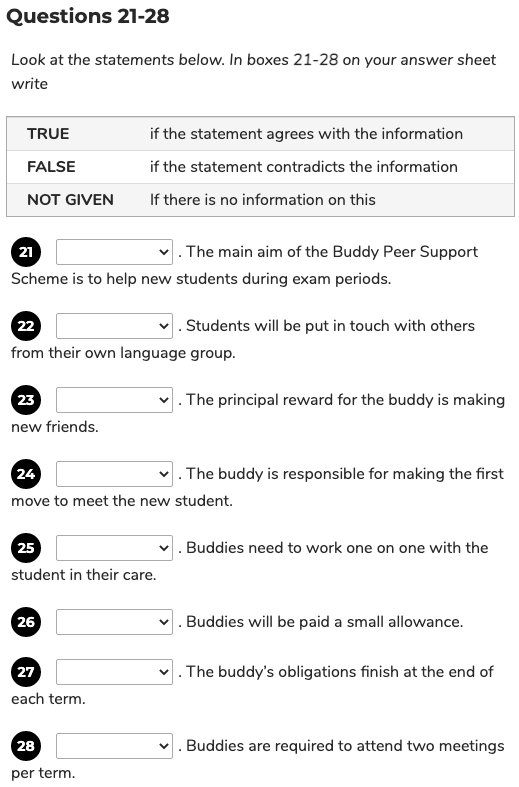 Questions 21-28
Look at the statements below. In boxes 21-28 on your answer sheet
write
TRUE if the statement agrees with the information
FALSE if the statement contradicts the information
NOT GIVEN If there is no information on this
21 . The main aim of the Buddy Peer Support
Scheme is to help new students during exam periods.
22 . Students will be put in touch with others
from their own language group.
23 . The principal reward for the buddy is making
new friends.
24 . The buddy is responsible for making the first
move to meet the new student.
25 . Buddies need to work one on one with the
student in their care.
26 . Buddies will be paid a small allowance.
27 . The buddy’s obligations finish at the end of
each term.
28 . Buddies are required to attend two meetings
per term.